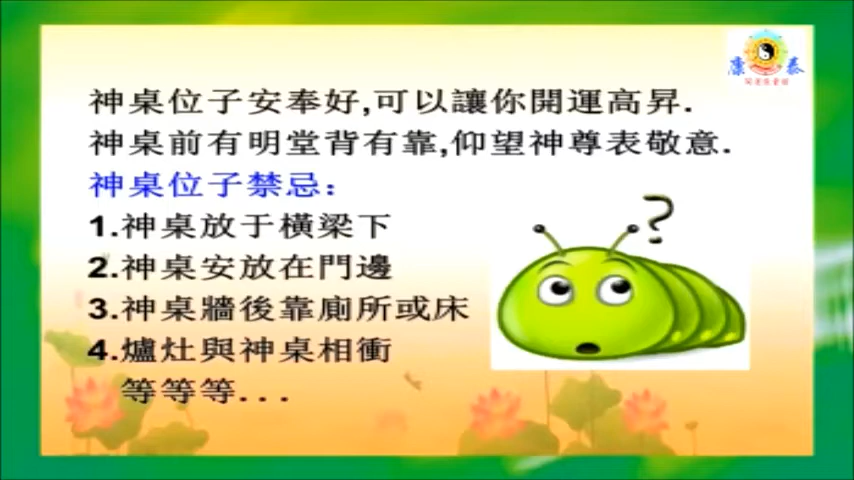 康 泰
神桌位子安奉好,可以讓你開運高昇.
神桌前有明堂背有靠,仰望神尊表敬意.
神桌位子禁忌:
1.神桌放于橫梁下
2.神桌安放在門邊
3.神桌牆後靠廁所或床
4.爐灶與神桌相衝
等等等...
?